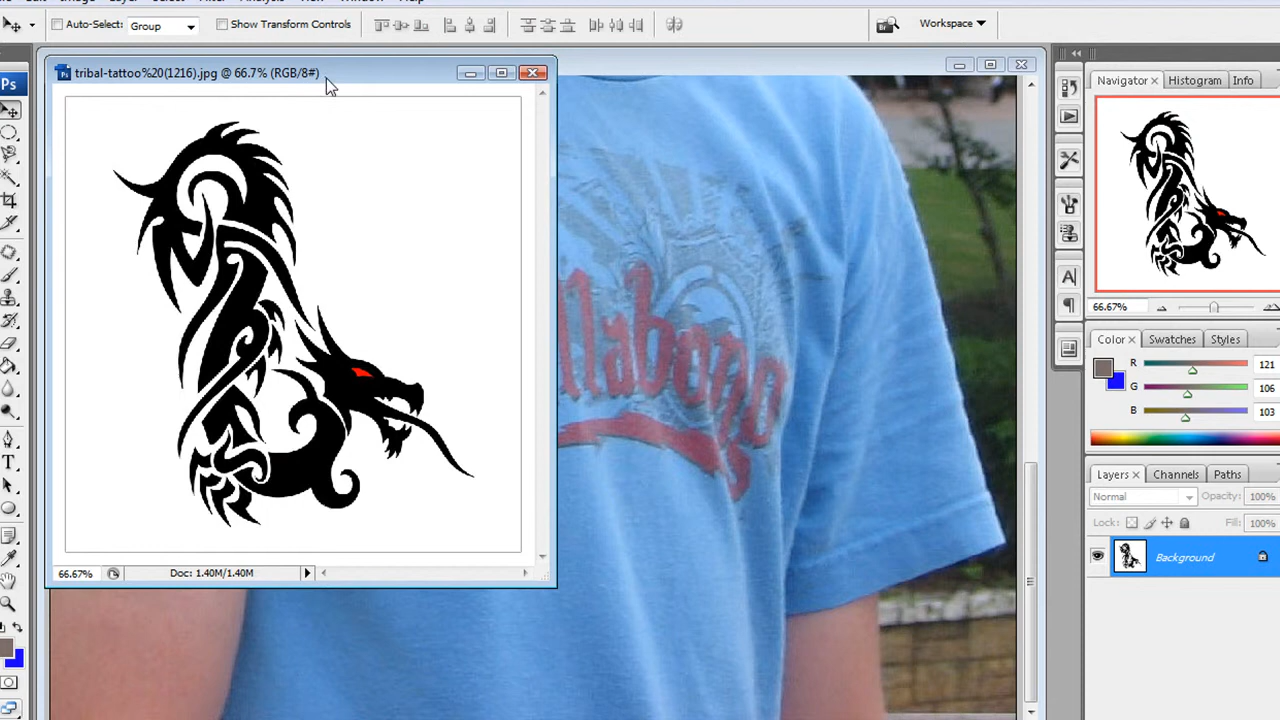 Auto-Select: Group Show Transform Controls Workspace
tribal-tattoo%20(1216).jpg @ 66.7% (RGB/8#)
Ps
Navigator × Histogram Info
llabong
66.67%
Color × Swatches Styles
R 121
G 106
B 103
Layers × Channels Paths
Normal Opacity: 100%
Lock: Fill: 100%
Background
66.67% Doc: 1.40M/1.40M